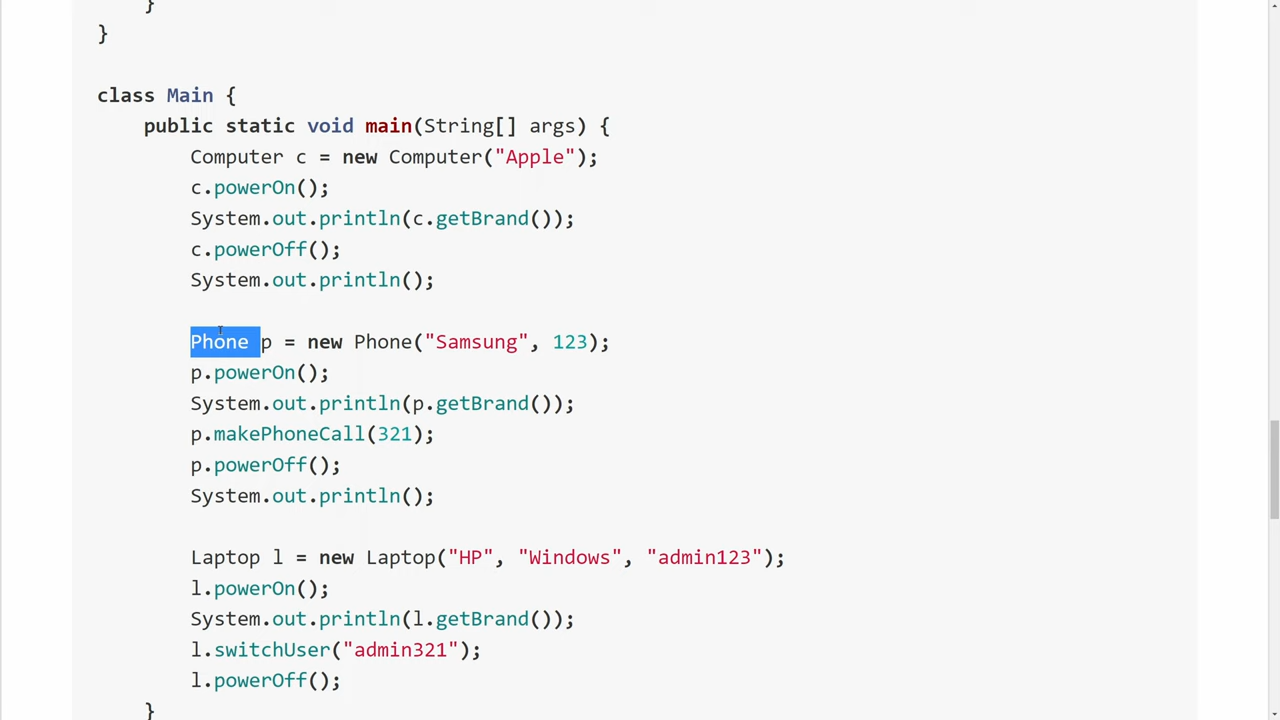 }
}
class Main {
public static void main(String[] args) {
Computer c = new Computer("Apple");
c.powerOn();
System.out.println(c.getBrand());
c.powerOff();
System.out.println();
Phone p = new Phone("Samsung", 123);
p.powerOn();
System.out.println(p.getBrand());
p.makePhoneCall(321);
p.powerOff();
System.out.println();
Laptop l = new Laptop("HP", "Windows", "admin123");
l.powerOn();
System.out.println(l.getBrand());
l.switchUser("admin321");
l.powerOff();
}